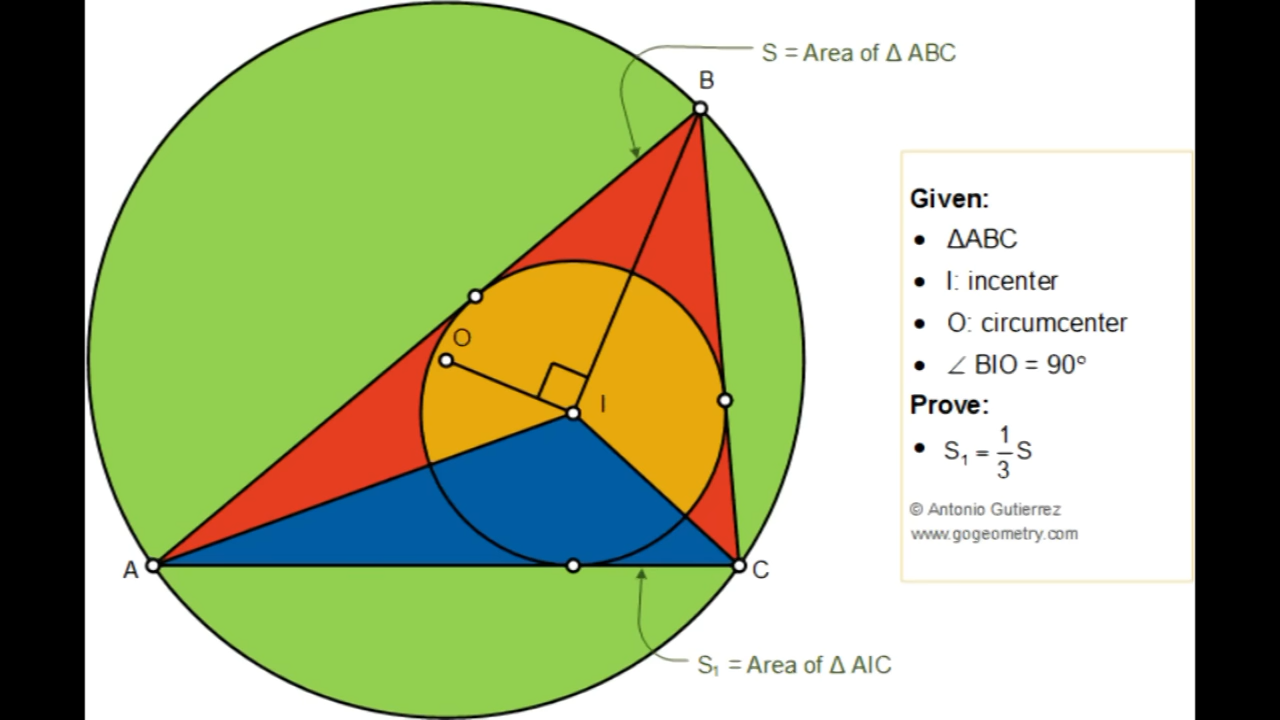 S = Area of Δ ABC
B
Given:
• ΔABC
• I: incenter
• O: circumcenter
• ∠ BIO = 90°
Prove:
• S₁ = 1/3 S
© Antonio Gutierrez
www.gogeometry.com
O
I
A
C
S₁ = Area of Δ AIC